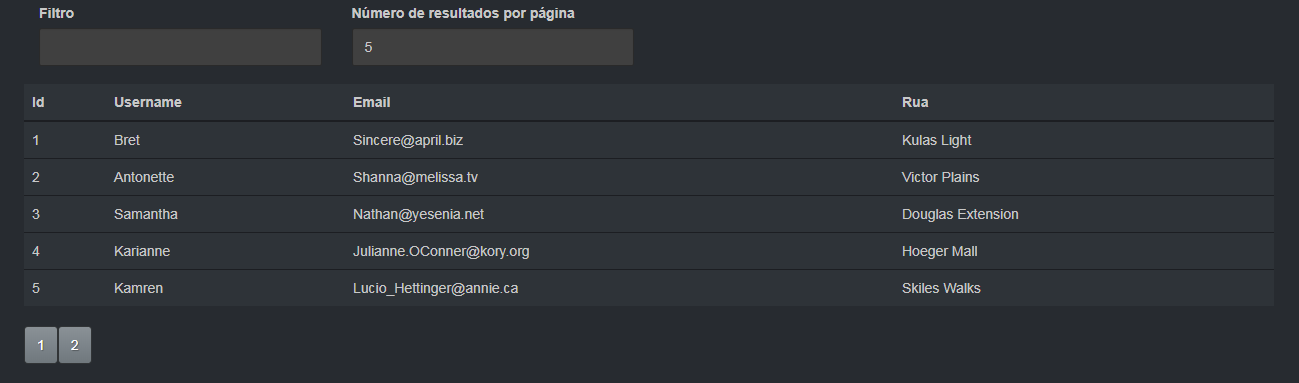 Filtro Número de resultados por página
5
Id Username Email Rua
1 Bret Sincere@april.biz Kulas Light
2 Antonette Shanna@melissa.tv Victor Plains
3 Samantha Nathan@yesenia.net Douglas Extension
4 Karianne Julianne.OConner@kory.org Hoeger Mall
5 Kamren Lucio_Hettinger@annie.ca Skiles Walks
1 2